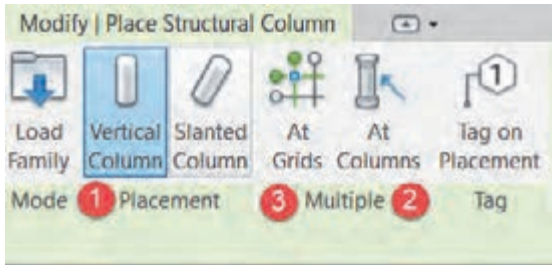 Modify | Place Structural Column
1
Load Vertical Slanted At At Tag on
Family Column Column Grids Columns Placement
Mode 1 Placement 3 Multiple 2 Tag